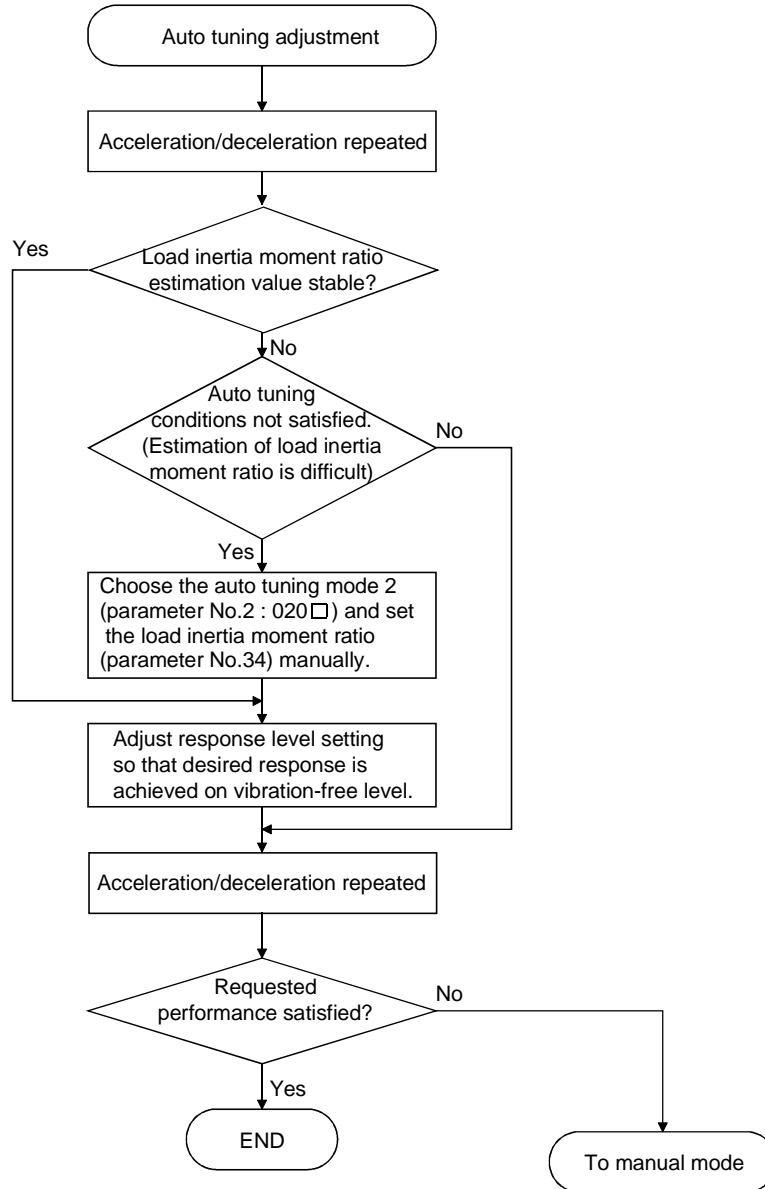 Auto tuning adjustment
Acceleration/deceleration repeated
Yes
Load inertia moment ratio
estimation value stable?
No
Auto tuning
conditions not satisfied.
(Estimation of load inertia
moment ratio is difficult)
No
Yes
Choose the auto tuning mode 2
(parameter No.2 : 020□) and set
the load inertia moment ratio
(parameter No.34) manually.
Adjust response level setting
so that desired response is
achieved on vibration-free level.
Acceleration/deceleration repeated
Requested
performance satisfied?
No
Yes
END
To manual mode